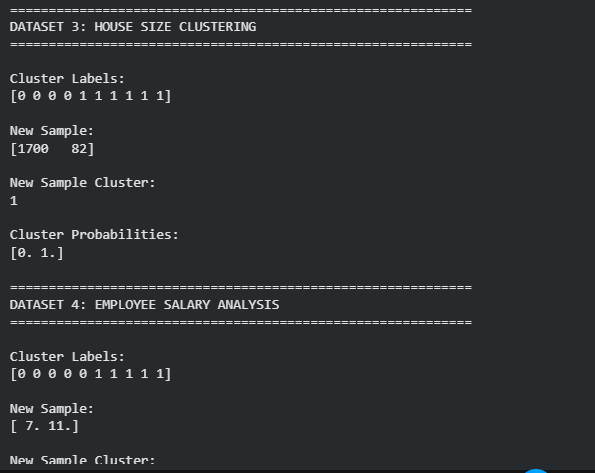 ============================================================
DATASET 3: HOUSE SIZE CLUSTERING
============================================================
Cluster Labels:
[0 0 0 0 1 1 1 1 1 1]
New Sample:
[1700   82]
New Sample Cluster:
1
Cluster Probabilities:
[0. 1.]
============================================================
DATASET 4: EMPLOYEE SALARY ANALYSIS
============================================================
Cluster Labels:
[0 0 0 0 0 1 1 1 1 1]
New Sample:
[ 7. 11.]
New Sample Cluster: